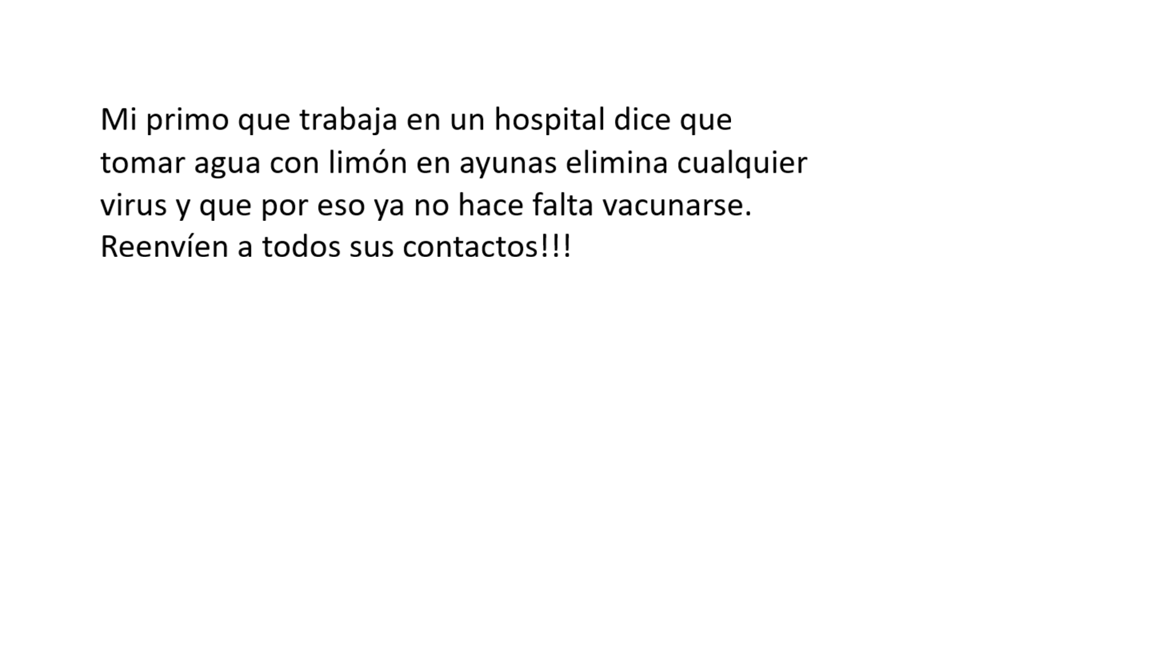 Mi primo que trabaja en un hospital dice que
tomar agua con limón en ayunas elimina cualquier
virus y que por eso ya no hace falta vacunarse.
Reenvíen a todos sus contactos!!!